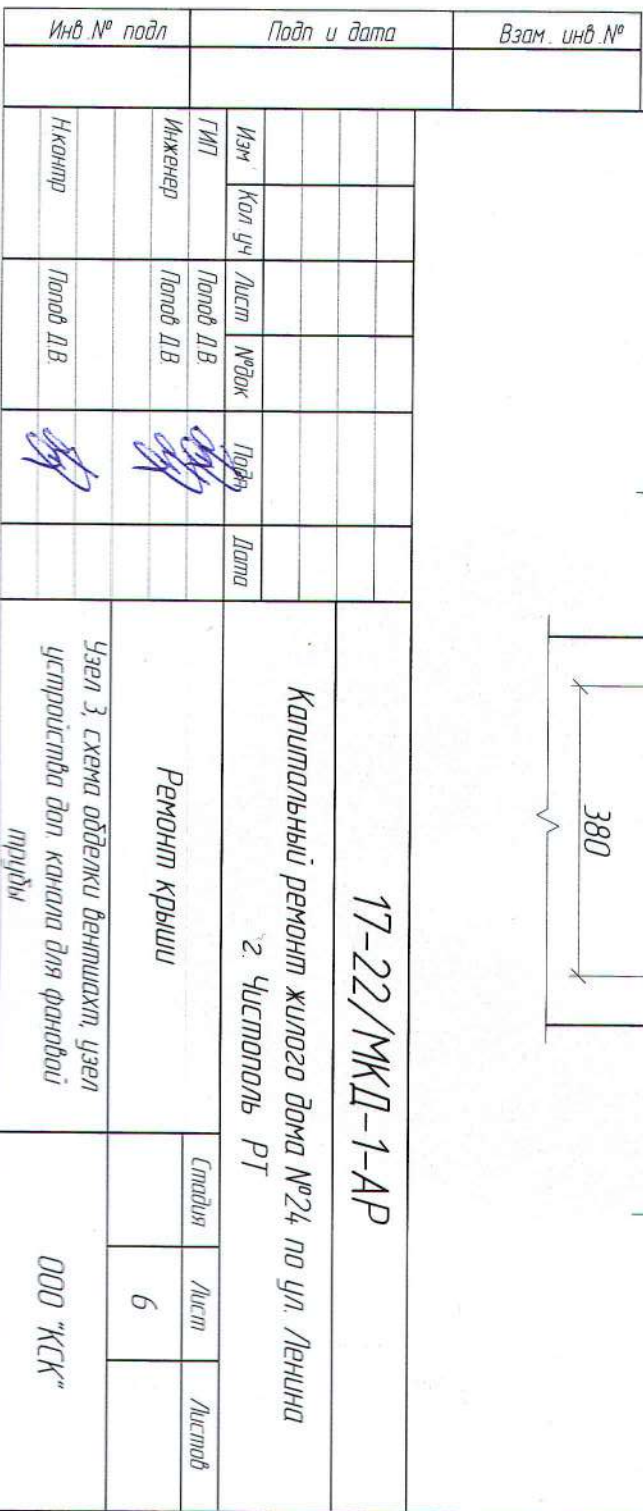 380
17-22/МКД-1-АР
Капитальный ремонт жилого дома №24 по ул. Ленина
г. Чистополь РТ
Изм Кол.уч Лист №док Подп Дата
ГИП Попов Д.В.
Инженер Попов Д.В.
Н.контр Попов Д.В.
Ремонт крыши
Стадия Лист Листов
6
Узел 3, схема обделки вентшахт, узел
устройства доп. канала для фановой
трубы
ООО "КСК"
Взам. инв.№
Подп и дата
Инв.№ подл